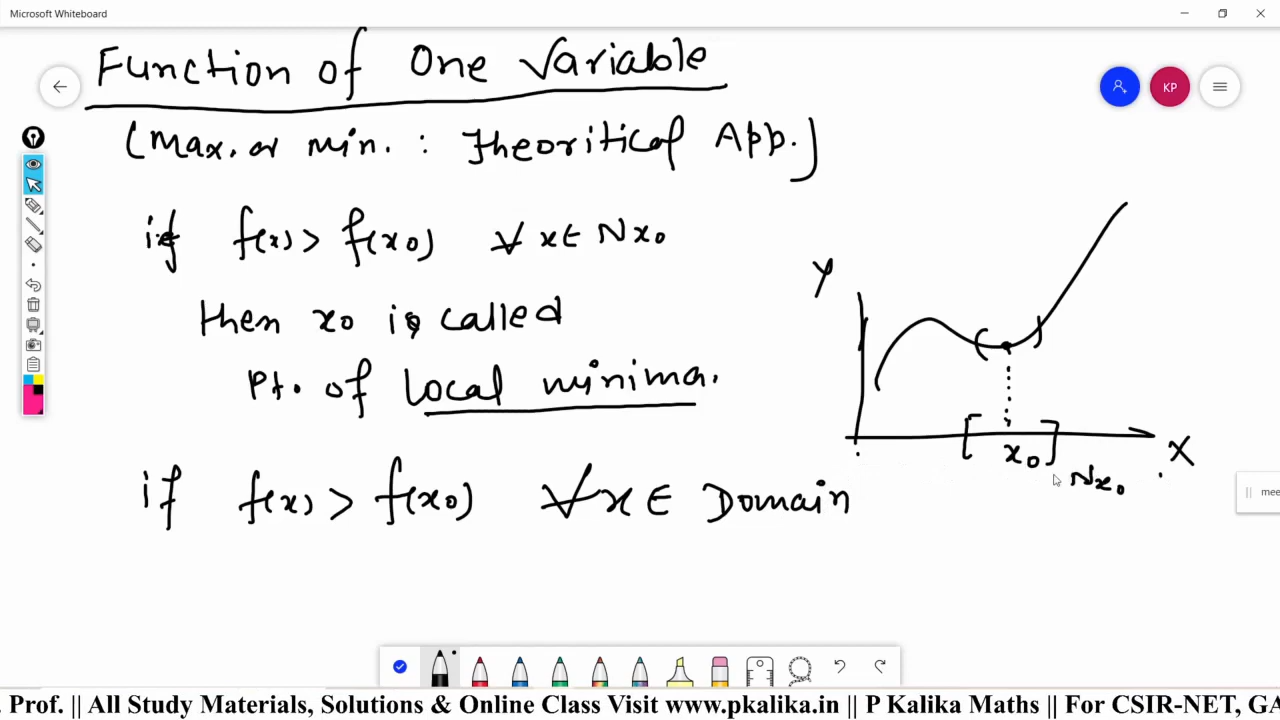 Microsoft Whiteboard
Function of One Variable
(Max. or min. : Theoritical App.)
KP
if f(x) > f(x0) ∀ x ∈ Nx0
then x0 is called
Pt. of local minima.
Y
x0
X
Nx0
mee
if f(x) > f(x0) ∀ x ∈ Domain
. Prof. || All Study Materials, Solutions & Online Class Visit www.pkalika.in || P Kalika Maths || For CSIR-NET, GA